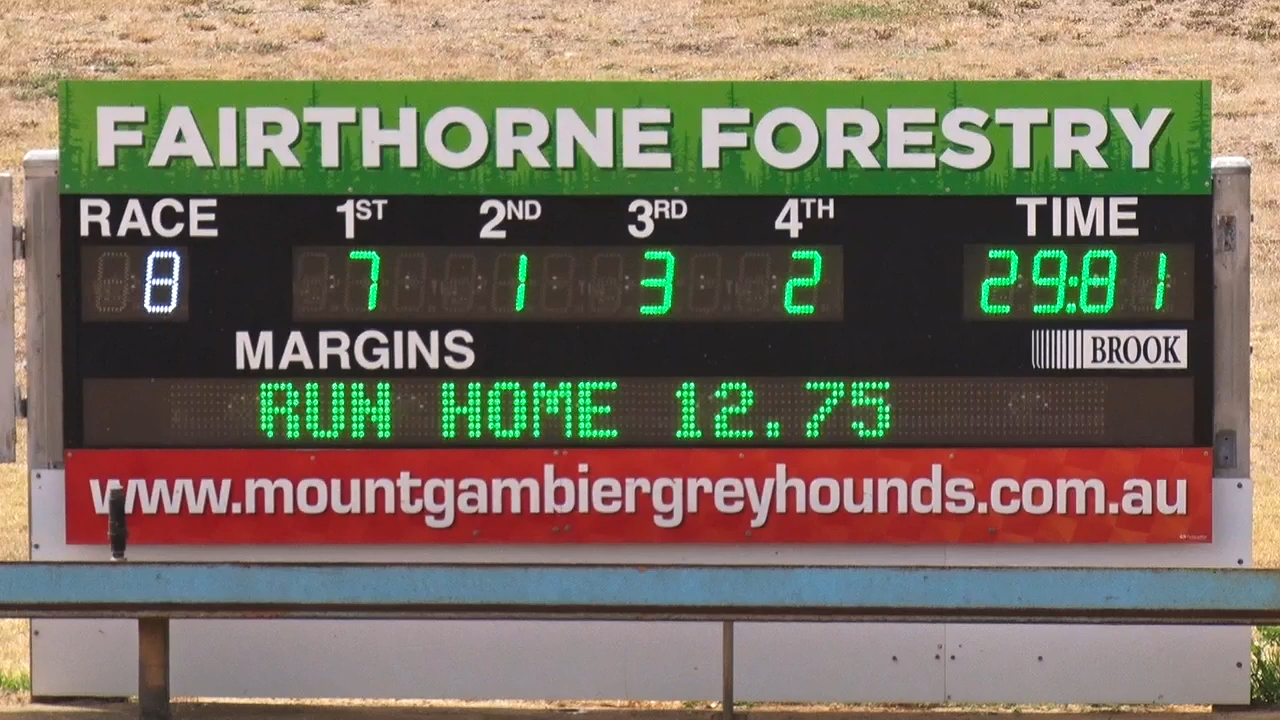 FAIRTHORNE FORESTRY
RACE 1ST 2ND 3RD 4TH TIME
8 7 1 3 2 29:81
MARGINS BROOK
RUN HOME 12.75
www.mountgambiergreyhounds.com.au